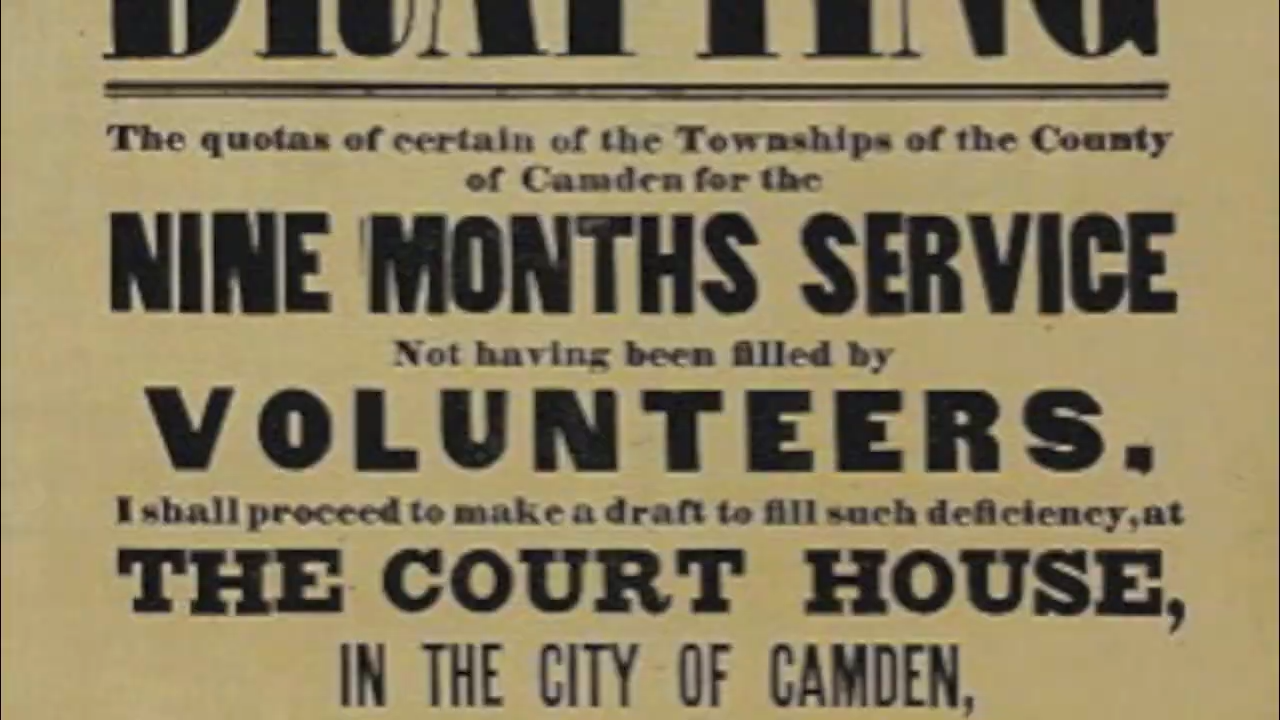 DRAFTING
The quotas of certain of the Townships of the County
of Camden for the
NINE MONTHS SERVICE
Not having been filled by
VOLUNTEERS.
I shall proceed to make a draft to fill such deficiency, at
THE COURT HOUSE,
IN THE CITY OF CAMDEN,